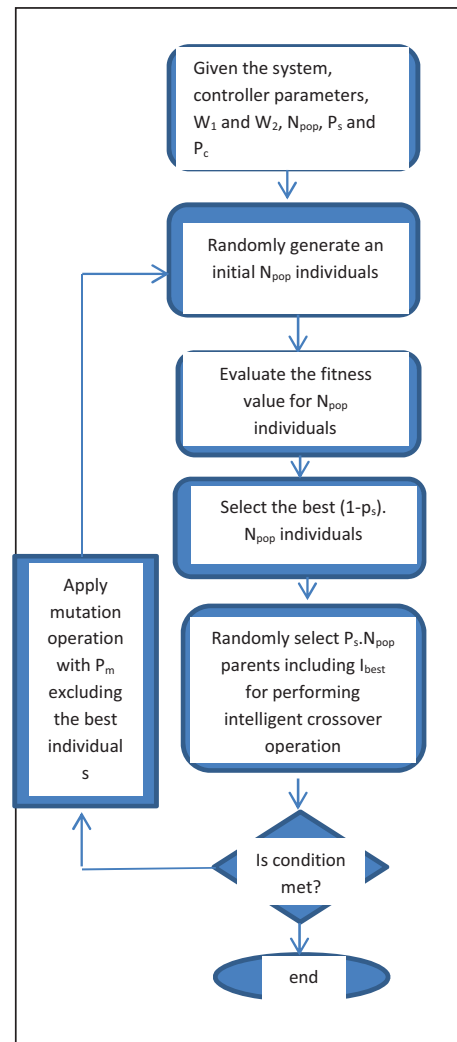 Given the system,
controller parameters,
W₁ and W₂, Nₚₒₚ, Pₛ and
P꜀
Randomly generate an
initial Nₚₒₚ individuals
Evaluate the fitness
value for Nₚₒₚ
individuals
Select the best (1-pₛ).
Nₚₒₚ individuals
Randomly select Pₛ.Nₚₒₚ
parents including I_best
for performing
intelligent crossover
operation
Is condition
met?
end
Apply
mutation
operation
with Pₘ
excluding
the best
individual
s